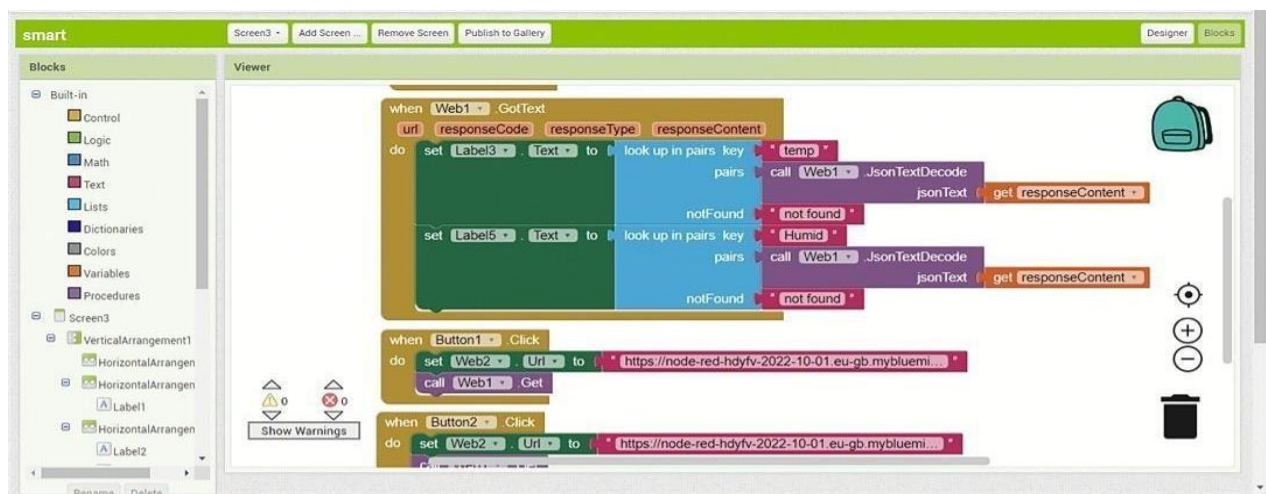 smart Screen3 Add Screen ... Remove Screen Publish to Gallery Designer Blocks
Blocks Viewer
Built-in
Control
Logic
Math
Text
Lists
Dictionaries
Colors
Variables
Procedures
Screen3
VerticalArrangement1
HorizontalArrangen
HorizontalArrangen
Label1
HorizontalArrangen
Label2
Rename Delete
when Web1 .GotText
url responseCode responseType responseContent
do set Label3 . Text to look up in pairs key " temp "
pairs call Web1 .JsonTextDecode
jsonText get responseContent
notFound " not found "
set Label5 . Text to look up in pairs key " Humid "
pairs call Web1 .JsonTextDecode
jsonText get responseContent
notFound " not found "
when Button1 .Click
do set Web2 . Url to " https://node-red-hdyfv-2022-10-01.eu-gb.mybluemi... "
call Web1 .Get
when Button2 .Click
do set Web2 . Url to " https://node-red-hdyfv-2022-10-01.eu-gb.mybluemi... "
0 0
Show Warnings